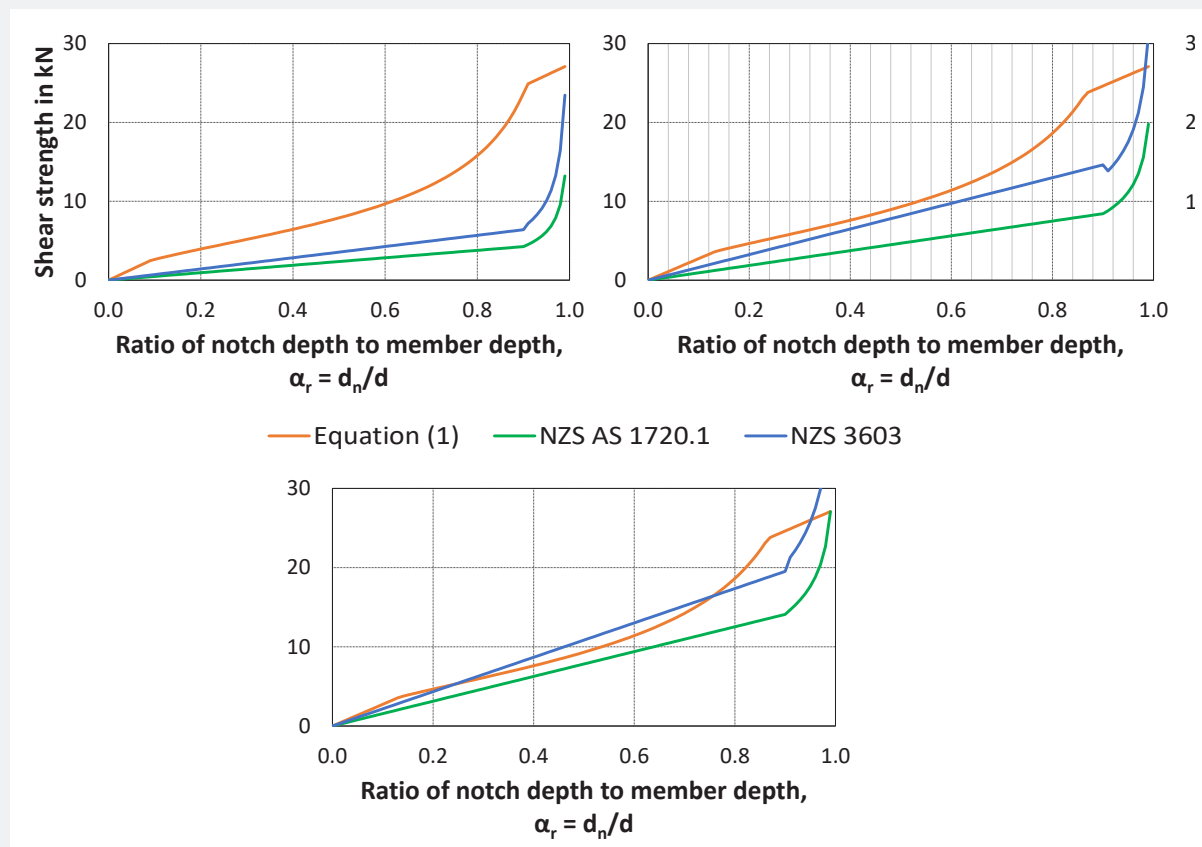 Shear strength in kN
30
20
10
0
0.0 0.2 0.4 0.6 0.8 1.0
Ratio of notch depth to member depth,
αr = dn/d
30
20
10
0
0.0 0.2 0.4 0.6 0.8 1.0
Ratio of notch depth to member depth,
αr = dn/d
3
2
1
Equation (1) NZS AS 1720.1 NZS 3603
30
20
10
0
0.0 0.2 0.4 0.6 0.8 1.0
Ratio of notch depth to member depth,
αr = dn/d